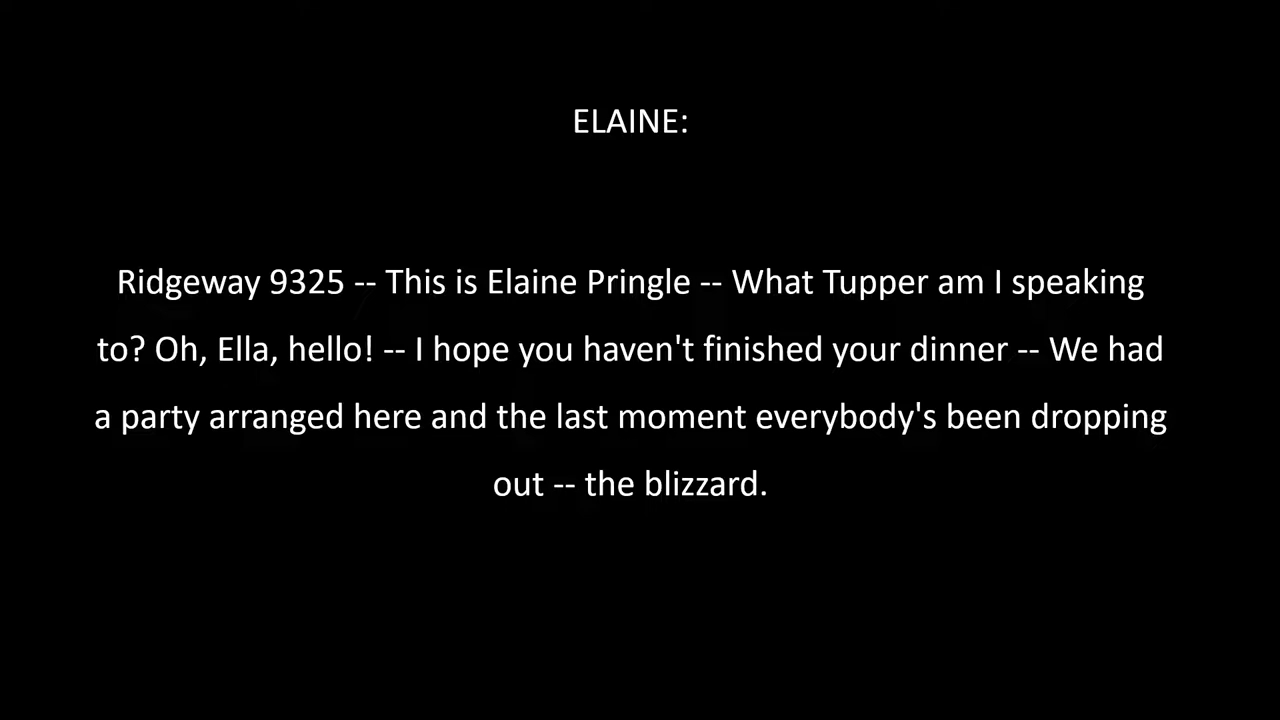 ELAINE:
Ridgeway 9325 -- This is Elaine Pringle -- What Tupper am I speaking
to? Oh, Ella, hello! -- I hope you haven't finished your dinner -- We had
a party arranged here and the last moment everybody's been dropping
out -- the blizzard.